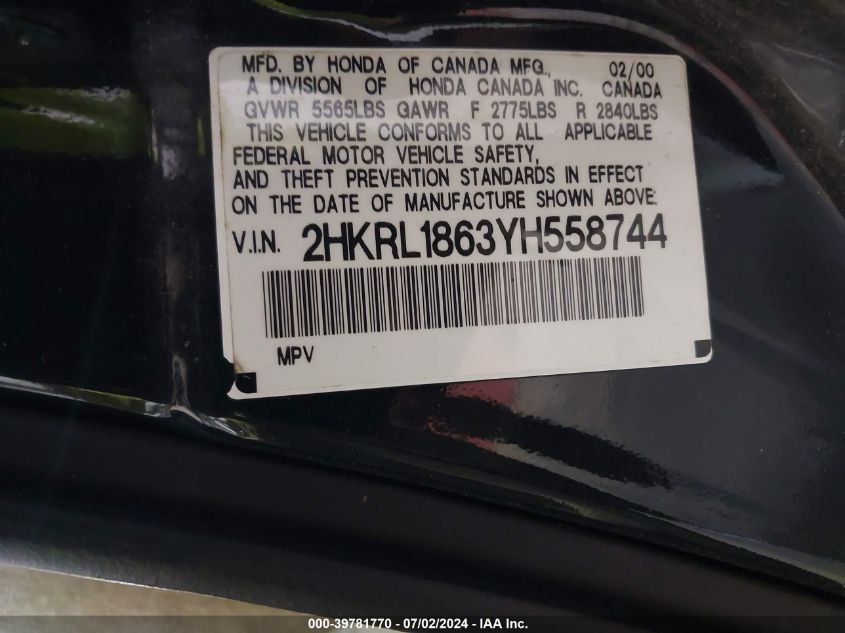 MFD. BY HONDA OF CANADA MFG., 02/00
A DIVISION OF HONDA CANADA INC. CANADA
GVWR 5565LBS GAWR F 2775LBS R 2840LBS
THIS VEHICLE CONFORMS TO ALL APPLICABLE
FEDERAL MOTOR VEHICLE SAFETY,
AND THEFT PREVENTION STANDARDS IN EFFECT
ON THE DATE OF MANUFACTURE SHOWN ABOVE:
V.I.N. 2HKRL1863YH558744
MPV
000-39781770 - 07/02/2024 - IAA Inc.